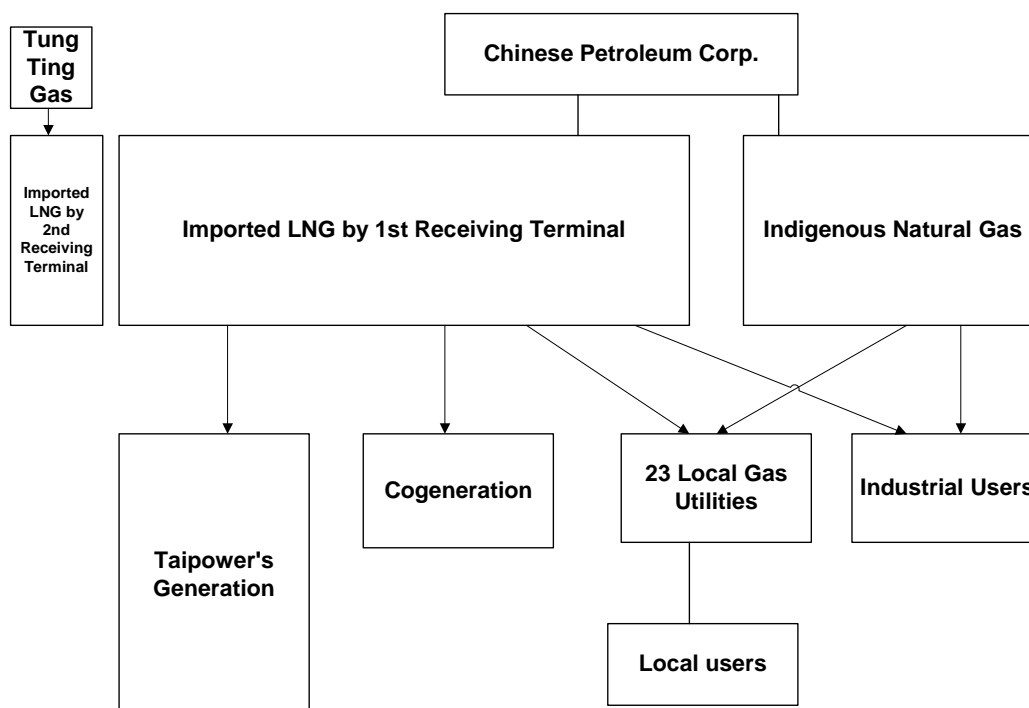 Tung
Ting
Gas
Chinese Petroleum Corp.
Imported
LNG by
2nd
Receiving
Terminal
Imported LNG by 1st Receiving Terminal
Indigenous Natural Gas
Taipower's
Generation
Cogeneration
23 Local Gas
Utilities
Industrial Users
Local users